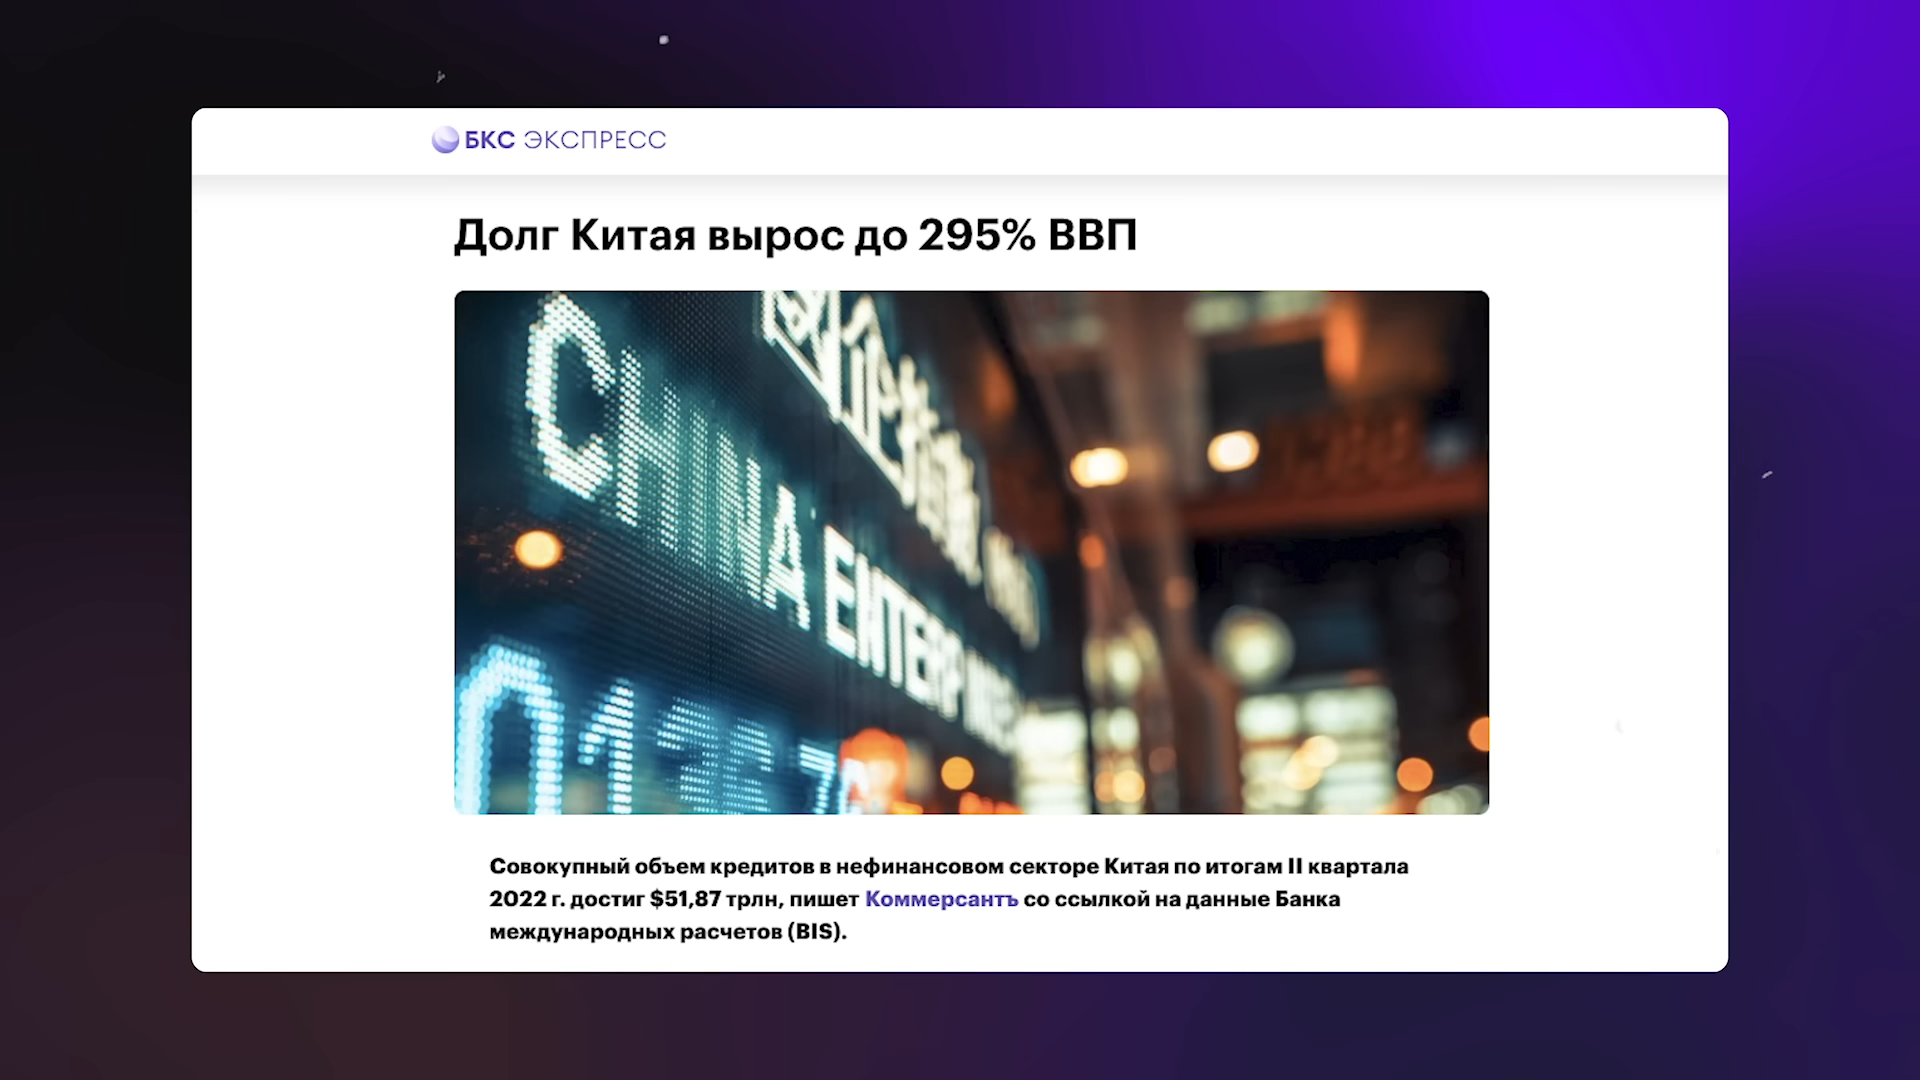 БКС ЭКСПРЕСС
Долг Китая вырос до 295% ВВП
CHINA
Совокупный объем кредитов в нефинансовом секторе Китая по итогам II квартала
2022 г. достиг $51,87 трлн, пишет Коммерсантъ со ссылкой на данные Банка
международных расчетов (BIS).